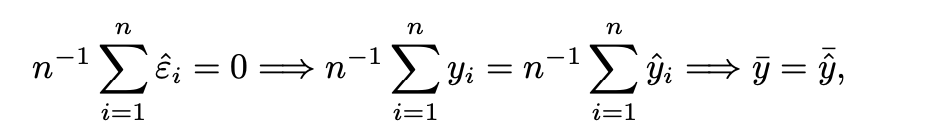 $n^{-1} \sum_{i=1}^{n} \hat{\varepsilon}_i = 0 \Longrightarrow n^{-1} \sum_{i=1}^{n} y_i = n^{-1} \sum_{i=1}^{n} \hat{y}_i \Longrightarrow \bar{y} = \bar{\hat{y}},$